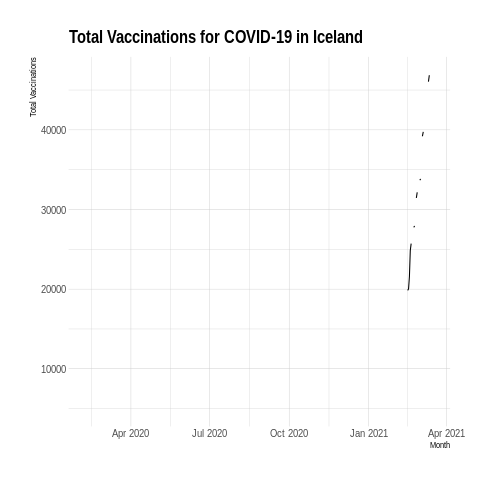 Total Vaccinations for COVID-19 in Iceland
Total Vaccinations
40000
30000
20000
10000
Apr 2020 Jul 2020 Oct 2020 Jan 2021 Apr 2021
Month